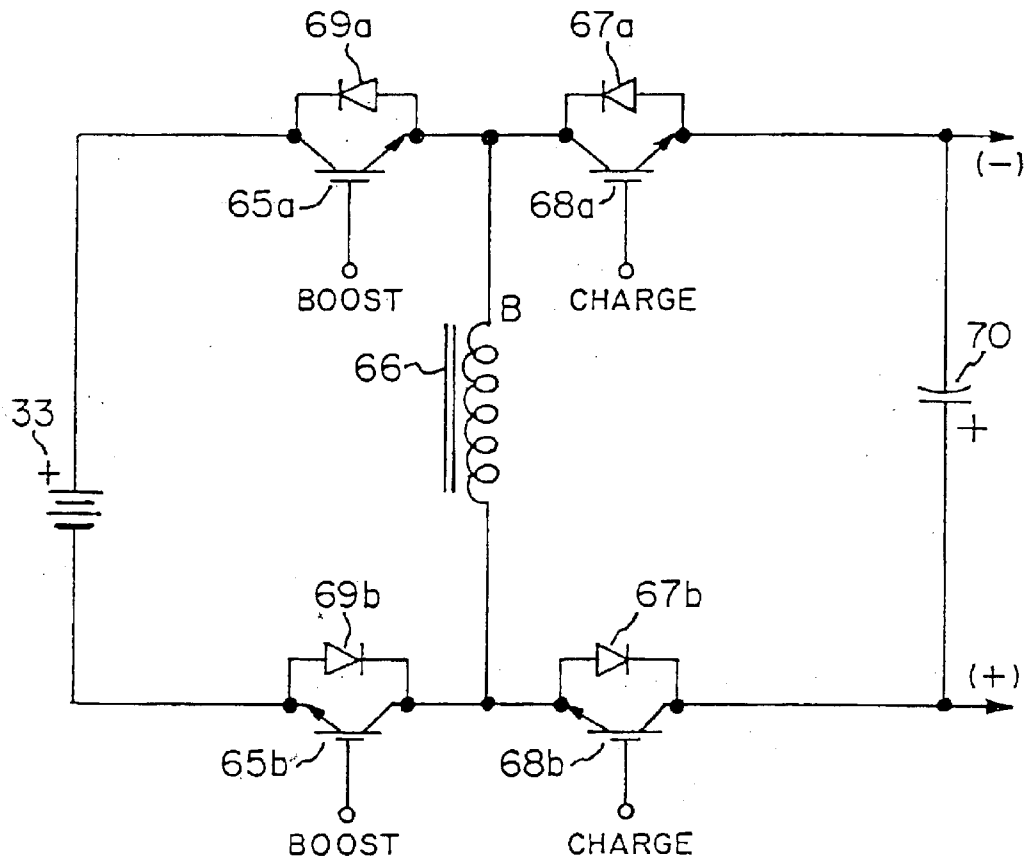 69a
67a
(-)
65a
68a
BOOST
CHARGE
B
70
66
33
+
+
69b
67b
(+)
65b
68b
BOOST
CHARGE